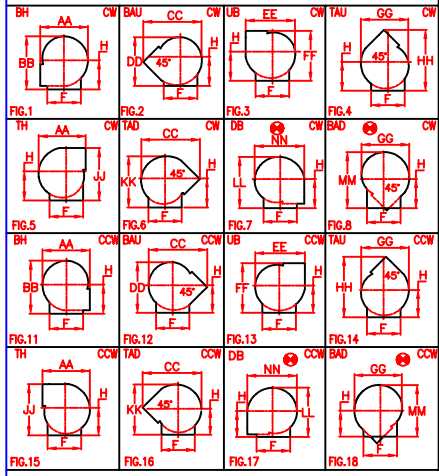 BH AA CW
BB H
F
FIG.1
BAU CC CW
DD 45° H
F
FIG.2
UB EE CW
H FF
F
FIG.3
TAU GG CW
H 45° HH
F
FIG.4
TH AA CW
H JJ
F
FIG.5
TAD CC CW
KK 45° H
F
FIG.6
DB NN CW
LL H
F
FIG.7
BAD GG CW
MM 45° H
F
FIG.8
BH AA CCW
BB H
F
FIG.11
BAU CC CCW
DD 45° H
F
FIG.12
UB EE CCW
FF H
F
FIG.13
TAU GG CCW
HH 45° H
F
FIG.14
TH AA CCW
JJ H
F
FIG.15
TAD CC CCW
KK 45° H
F
FIG.16
DB NN CCW
H LL
F
FIG.17
BAD GG CCW
H 45° MM
F
FIG.18